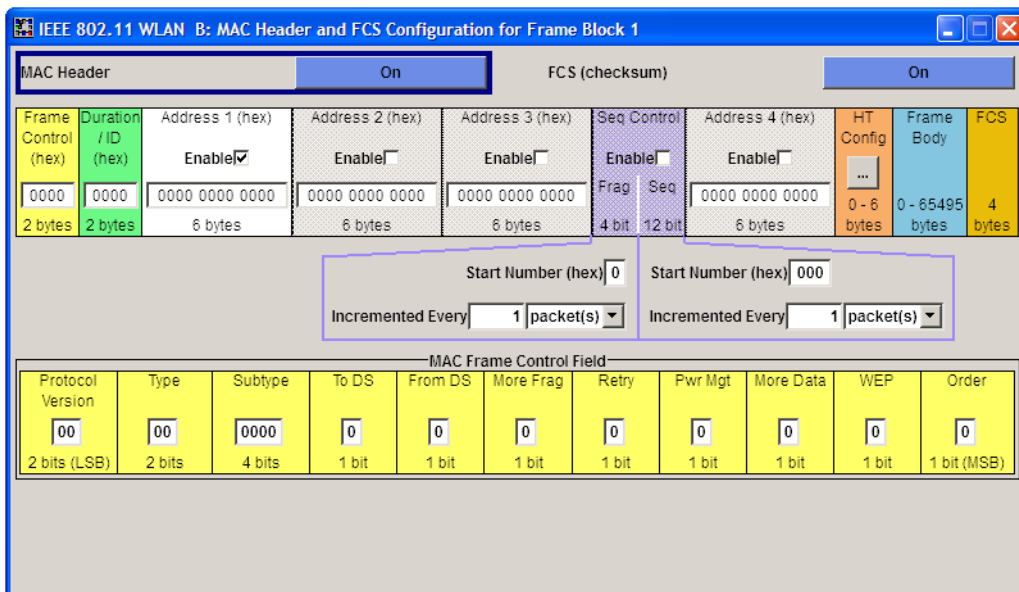 IEEE 802.11 WLAN B: MAC Header and FCS Configuration for Frame Block 1
MAC Header On FCS (checksum) On
Frame Control (hex) 0000 2 bytes
Duration / ID (hex) 0000 2 bytes
Address 1 (hex) Enable 0000 0000 0000 6 bytes
Address 2 (hex) Enable 0000 0000 0000 6 bytes
Address 3 (hex) Enable 0000 0000 0000 6 bytes
Seq Control Enable Frag Seq 4 bit 12 bit
Address 4 (hex) Enable 0000 0000 0000 6 bytes
HT Config ... 0 - 6 bytes
Frame Body 0 - 65495 bytes
FCS 4 bytes
Start Number (hex) 0 Start Number (hex) 000
Incremented Every 1 packet(s) Incremented Every 1 packet(s)
MAC Frame Control Field
Protocol Version 00 2 bits (LSB)
Type 00 2 bits
Subtype 0000 4 bits
To DS 0 1 bit
From DS 0 1 bit
More Frag 0 1 bit
Retry 0 1 bit
Pwr Mgt 0 1 bit
More Data 0 1 bit
WEP 0 1 bit
Order 0 1 bit (MSB)